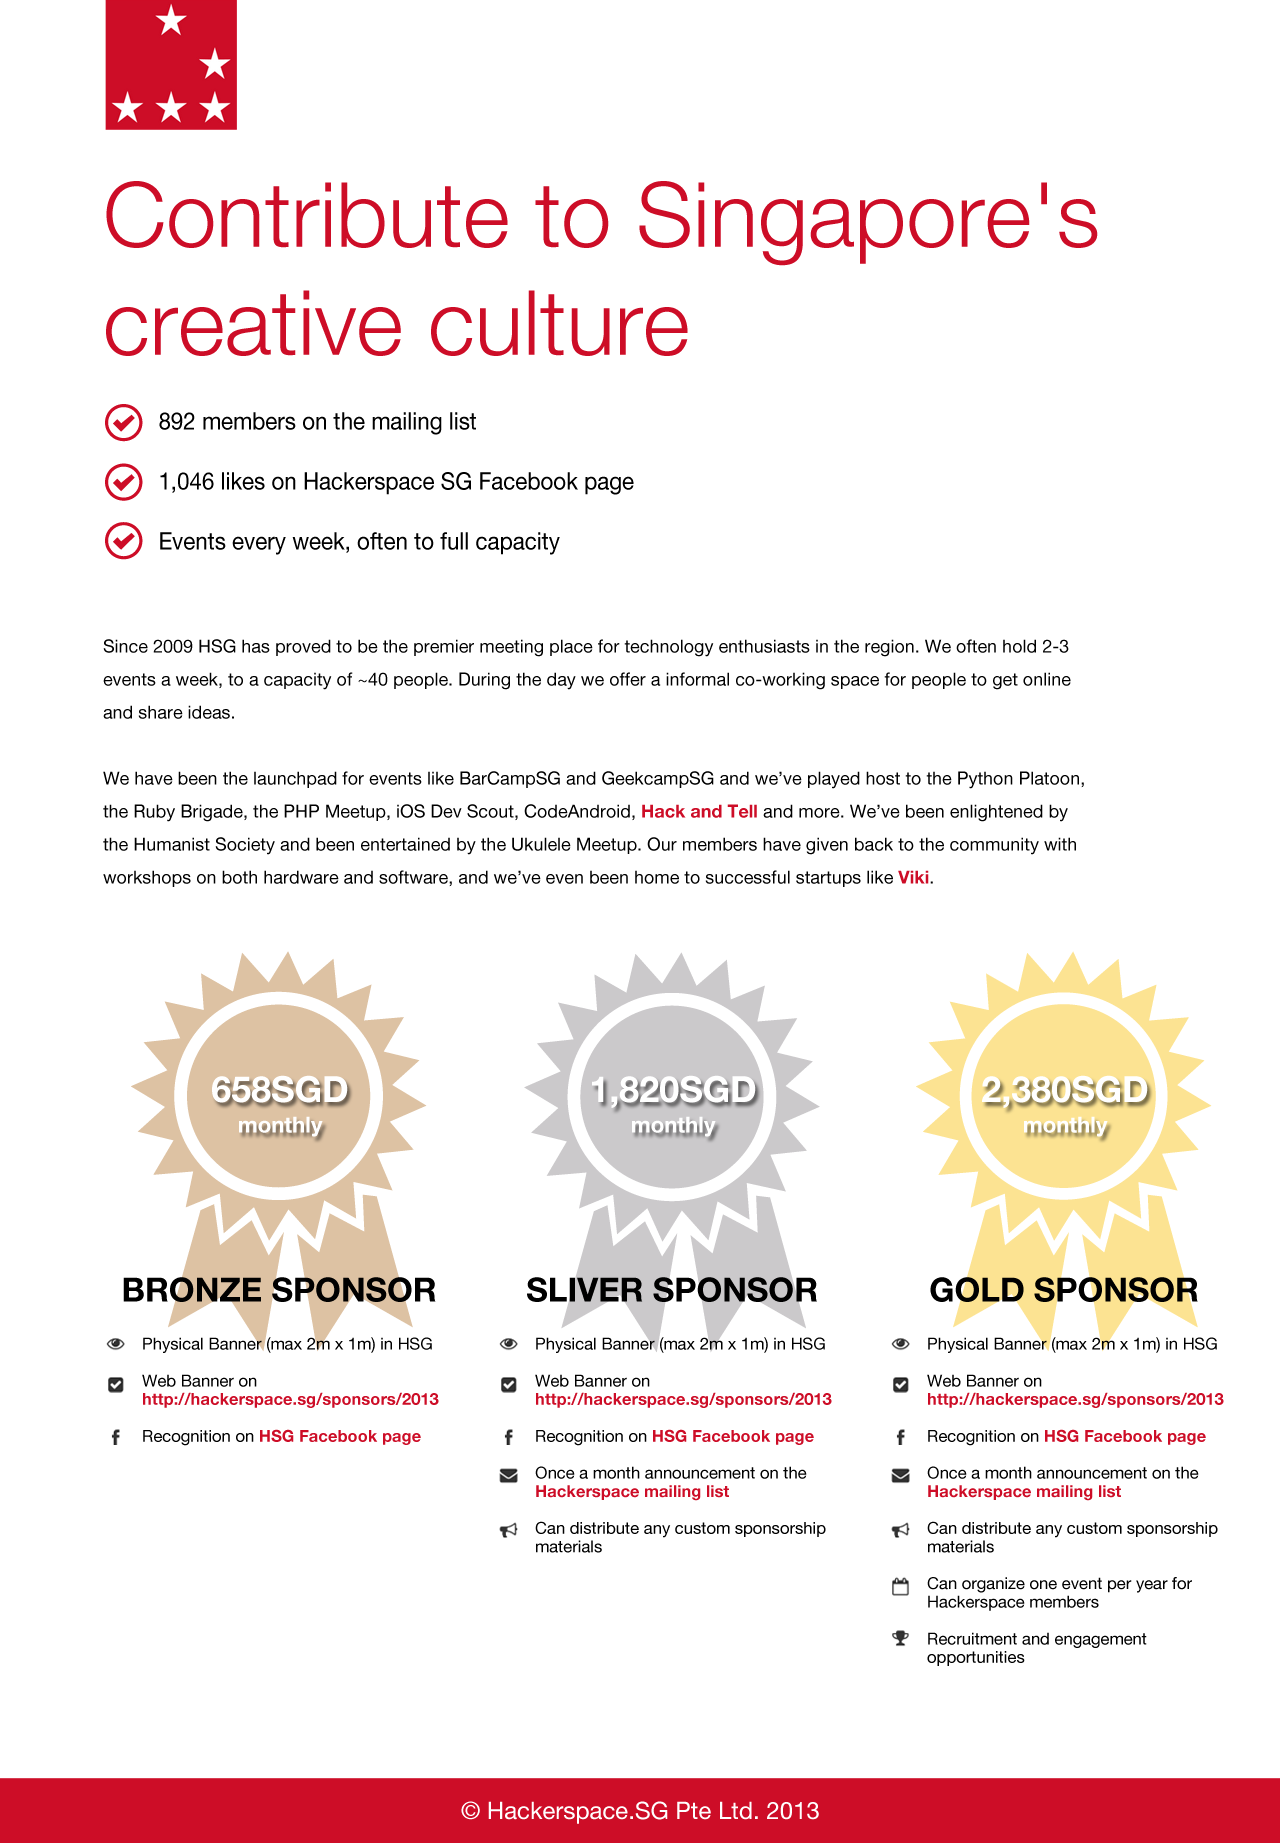 Contribute to Singapore's
creative culture
892 members on the mailing list
1,046 likes on Hackerspace SG Facebook page
Events every week, often to full capacity
Since 2009 HSG has proved to be the premier meeting place for technology enthusiasts in the region. We often hold 2-3
events a week, to a capacity of ~40 people. During the day we offer a informal co-working space for people to get online
and share ideas.
We have been the launchpad for events like BarCampSG and GeekcampSG and we’ve played host to the Python Platoon,
the Ruby Brigade, the PHP Meetup, iOS Dev Scout, CodeAndroid, Hack and Tell and more. We’ve been enlightened by
the Humanist Society and been entertained by the Ukulele Meetup. Our members have given back to the community with
workshops on both hardware and software, and we’ve even been home to successful startups like Viki.
658SGD
monthly
BRONZE SPONSOR
Physical Banner (max 2m x 1m) in HSG
Web Banner on
http://hackerspace.sg/sponsors/2013
Recognition on HSG Facebook page
1,820SGD
monthly
SLIVER SPONSOR
Physical Banner (max 2m x 1m) in HSG
Web Banner on
http://hackerspace.sg/sponsors/2013
Recognition on HSG Facebook page
Once a month announcement on the
Hackerspace mailing list
Can distribute any custom sponsorship
materials
2,380SGD
monthly
GOLD SPONSOR
Physical Banner (max 2m x 1m) in HSG
Web Banner on
http://hackerspace.sg/sponsors/2013
Recognition on HSG Facebook page
Once a month announcement on the
Hackerspace mailing list
Can distribute any custom sponsorship
materials
Can organize one event per year for
Hackerspace members
Recruitment and engagement
opportunities
© Hackerspace.SG Pte Ltd. 2013